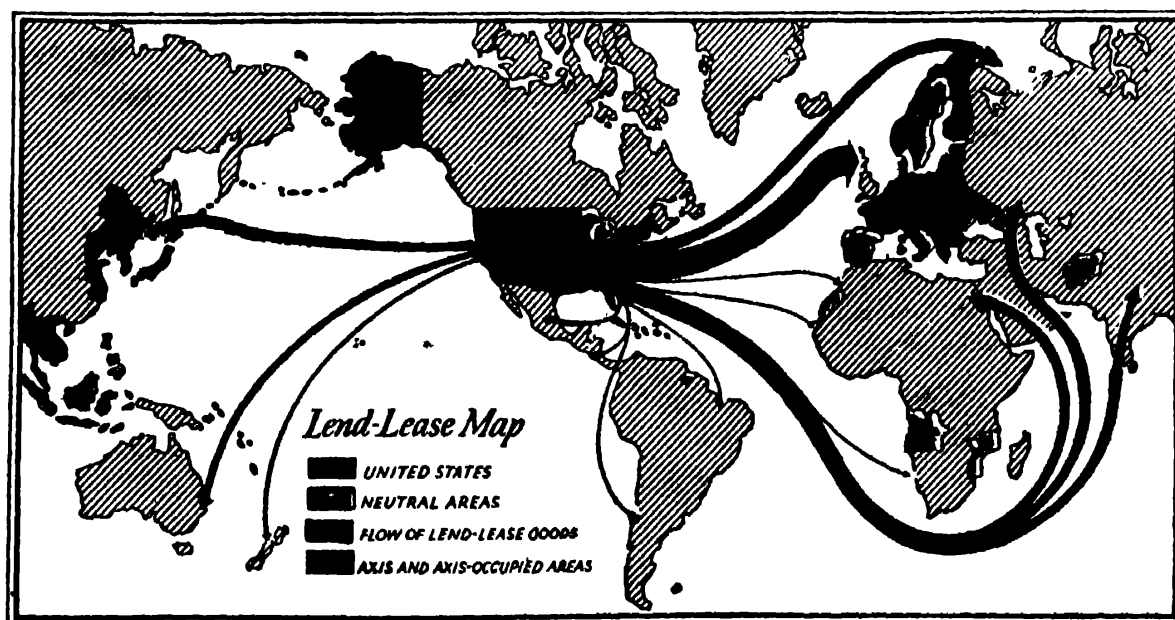 Lend-Lease Map
UNITED STATES
NEUTRAL AREAS
FLOW OF LEND-LEASE GOODS
AXIS AND AXIS-OCCUPIED AREAS